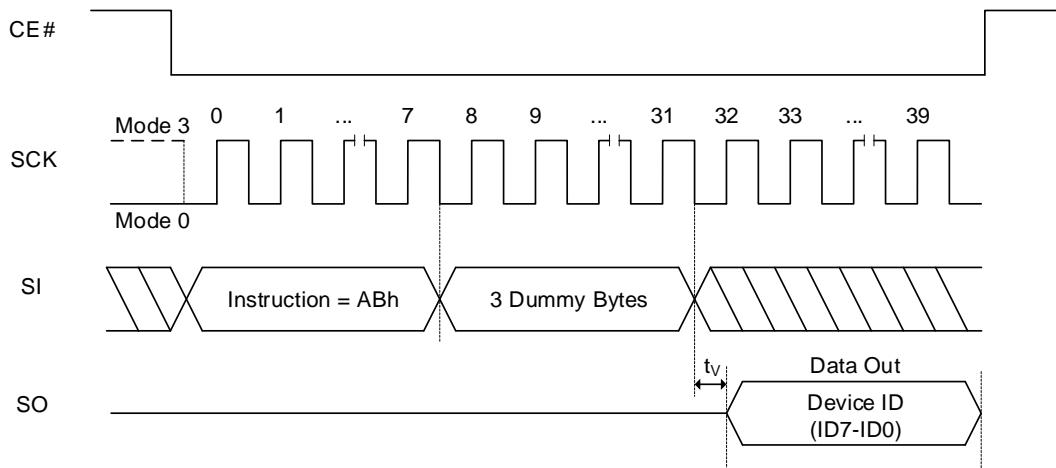 CE#
0 1 ... 7 8 9 ... 31 32 33 ... 39
Mode 3
SCK
Mode 0
SI
Instruction = ABh
3 Dummy Bytes
tV
Data Out
SO
Device ID
(ID7-ID0)